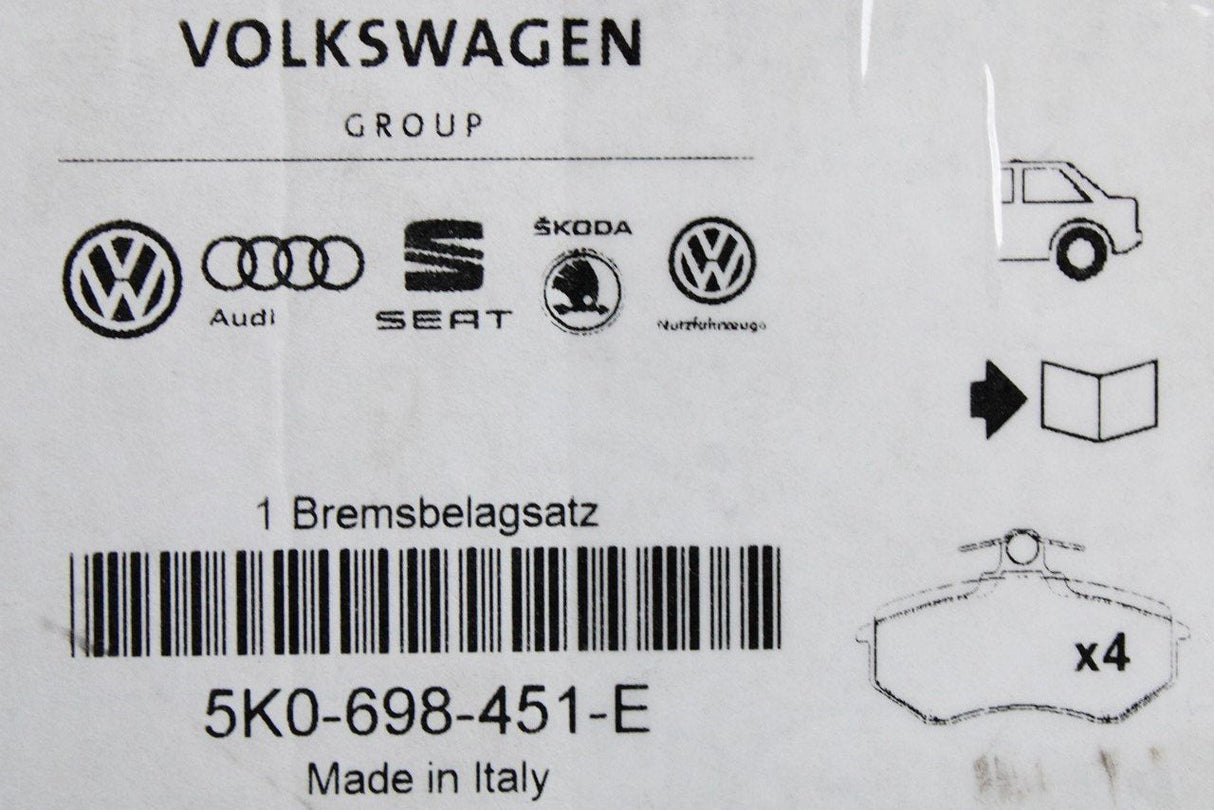 VOLKSWAGEN
GROUP
Audi
SEAT
ŠKODA
Nutzfahrzeuge
1 Bremsbelagsatz
x4
5K0-698-451-E
Made in Italy